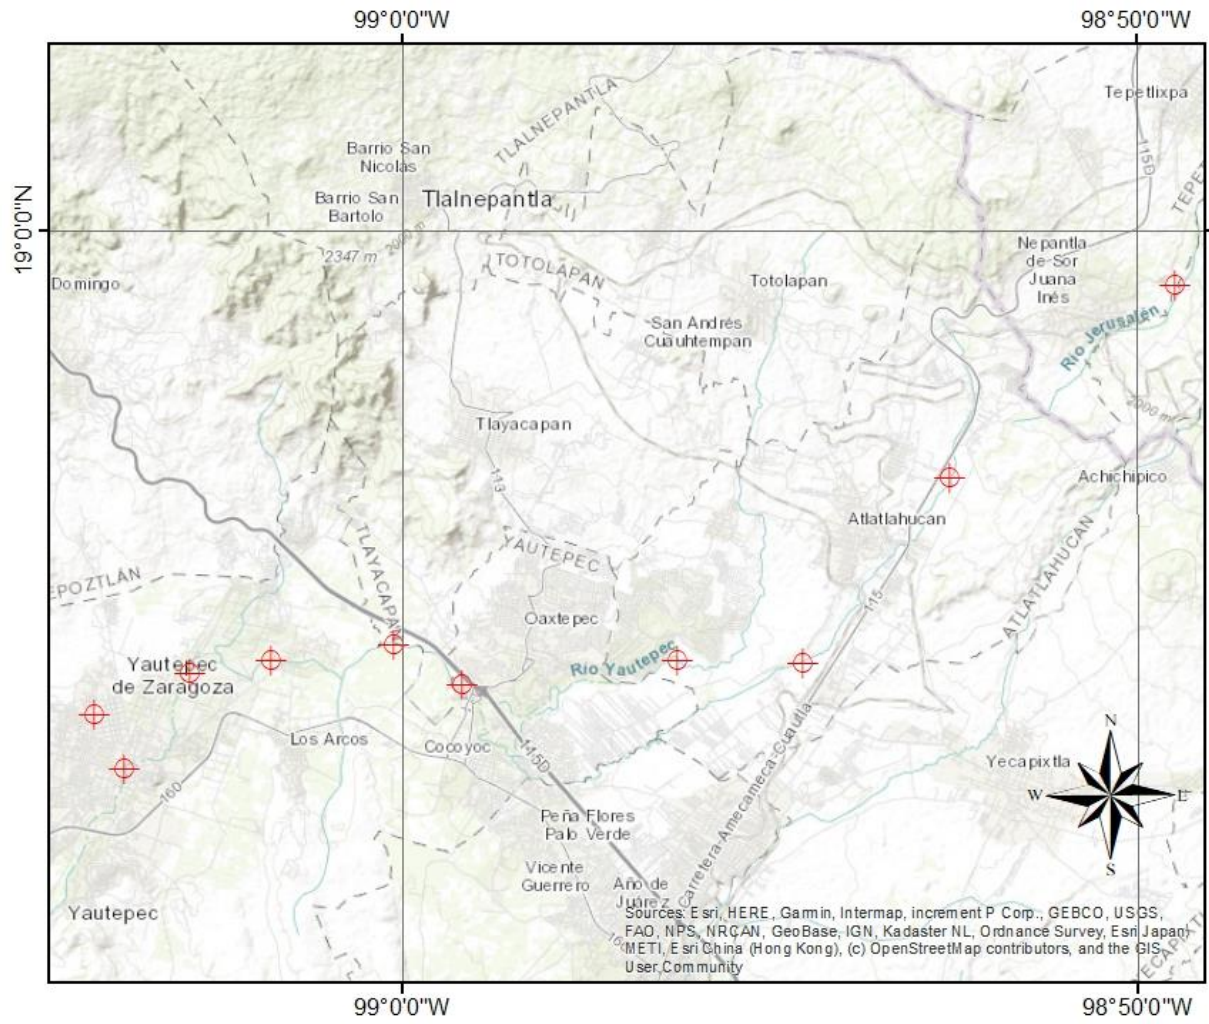 99°0'0"W
98°50'0"W
Tepetlixpa
TLALNEPANTLA
Barrio San
Nicolás
115D
Barrio San
Bartolo
Tlalnepantla
19°0'0"N
2347 m
2000 m
Nepantla
de Sor
Juana
Inés
TOTOLAPAN
Domingo
Totolapan
San Andrés
Cuauhtempan
Río Jerusalén
2000 m
Tlayacapan
113
Achichipico
Atlatlahucan
TLAYACAPAN
YAUTEPEC
ATLATLAHUCAN
EPOZTLÁN
115
Oaxtepec
Río Yautepec
Yautepec
de Zaragoza
Los Arcos
Cocoyoc
115D
Carretera-Amecameca-Cuautla
Yecapixtla
N
W
E
S
160
Peña Flores
Palo Verde
Vicente
Guerrero
Año de
Juárez
Yautepec
Sources: Esri, HERE, Garmin, Intermap, increment P Corp., GEBCO, USGS,
FAO, NPS, NRCAN, GeoBase, IGN, Kadaster NL, Ordnance Survey, Esri Japan,
METI, Esri China (Hong Kong), (c) OpenStreetMap contributors, and the GIS
User Community
99°0'0"W
98°50'0"W